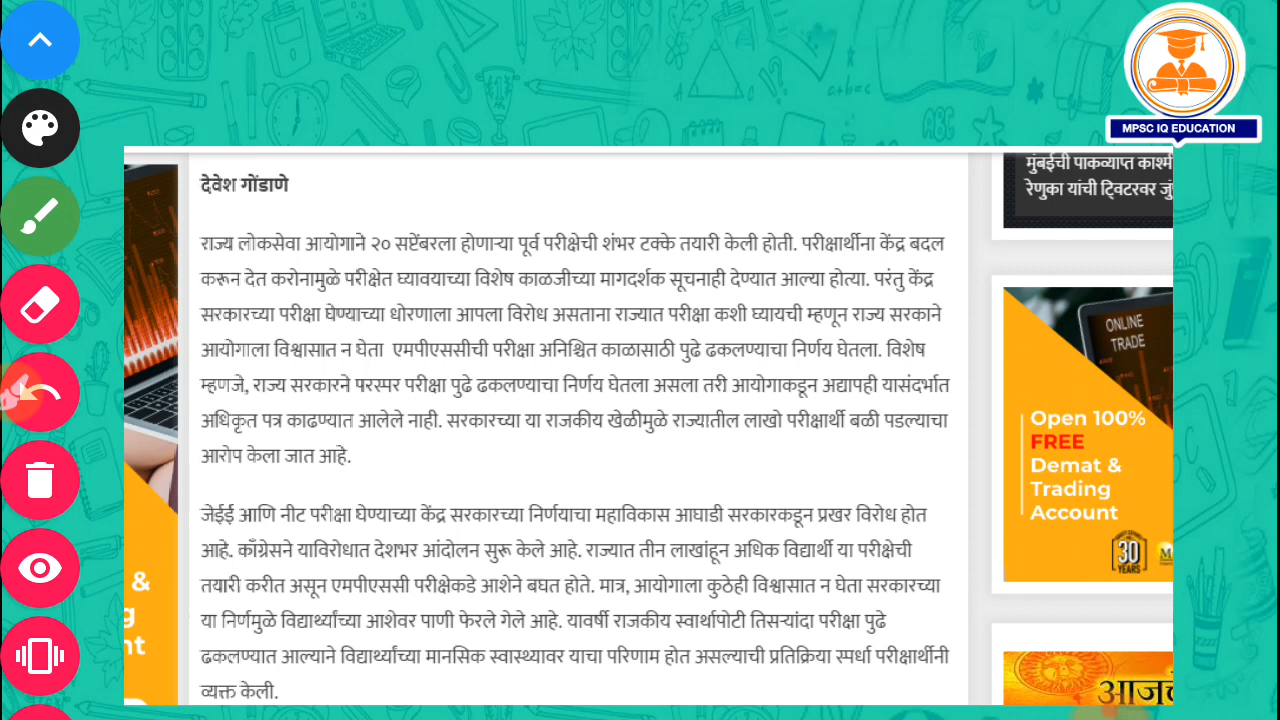 MPSC IQ EDUCATION
देवेश गोंडाणे
राज्य लोकसेवा आयोगाने २० सप्टेंबरला होणाऱ्या पूर्व परीक्षेची शंभर टक्के तयारी केली होती. परीक्षार्थीना केंद्र बदल
करून देत करोनामुळे परीक्षेत घ्यावयाच्या विशेष काळजीच्या मागदर्शक सूचनाही देण्यात आल्या होत्या. परंतु केंद्र
सरकारच्या परीक्षा घेण्याच्या धोरणाला आपला विरोध असताना राज्यात परीक्षा कशी घ्यायची म्हणून राज्य सरकाने
आयोगाला विश्वासात न घेता एमपीएससीची परीक्षा अनिश्चित काळासाठी पुढे ढकलण्याचा निर्णय घेतला. विशेष
म्हणजे, राज्य सरकारने परस्पर परीक्षा पुढे ढकलण्याचा निर्णय घेतला असला तरी आयोगाकडून अद्यापही यासंदर्भात
अधिकृत पत्र काढण्यात आलेले नाही. सरकारच्या या राजकीय खेळीमुळे राज्यातील लाखो परीक्षार्थी बळी पडल्याचा
आरोप केला जात आहे.
जेईई आणि नीट परीक्षा घेण्याच्या केंद्र सरकारच्या निर्णयाचा महाविकास आघाडी सरकारकडून प्रखर विरोध होत
आहे. काँग्रेसने याविरोधात देशभर आंदोलन सुरू केले आहे. राज्यात तीन लाखांहून अधिक विद्यार्थी या परीक्षेची
तयारी करीत असून एमपीएससी परीक्षेकडे आशेने बघत होते. मात्र, आयोगाला कुठेही विश्वासात न घेता सरकारच्या
या निर्णमुळे विद्यार्थ्यांच्या आशेवर पाणी फेरले गेले आहे. यावर्षी राजकीय स्वार्थापोटी तिसऱ्यांदा परीक्षा पुढे
ढकलण्यात आल्याने विद्यार्थ्यांच्या मानसिक स्वास्थ्यावर याचा परिणाम होत असल्याची प्रतिक्रिया स्पर्धा परीक्षार्थींनी
व्यक्त केली.
मुंबईची पाकव्याप्त
रेणुका यांची ट्विटरवर
ONLINE
TRADE
Open 100%
FREE
Demat &
Trading
Account
30
YEARS
&